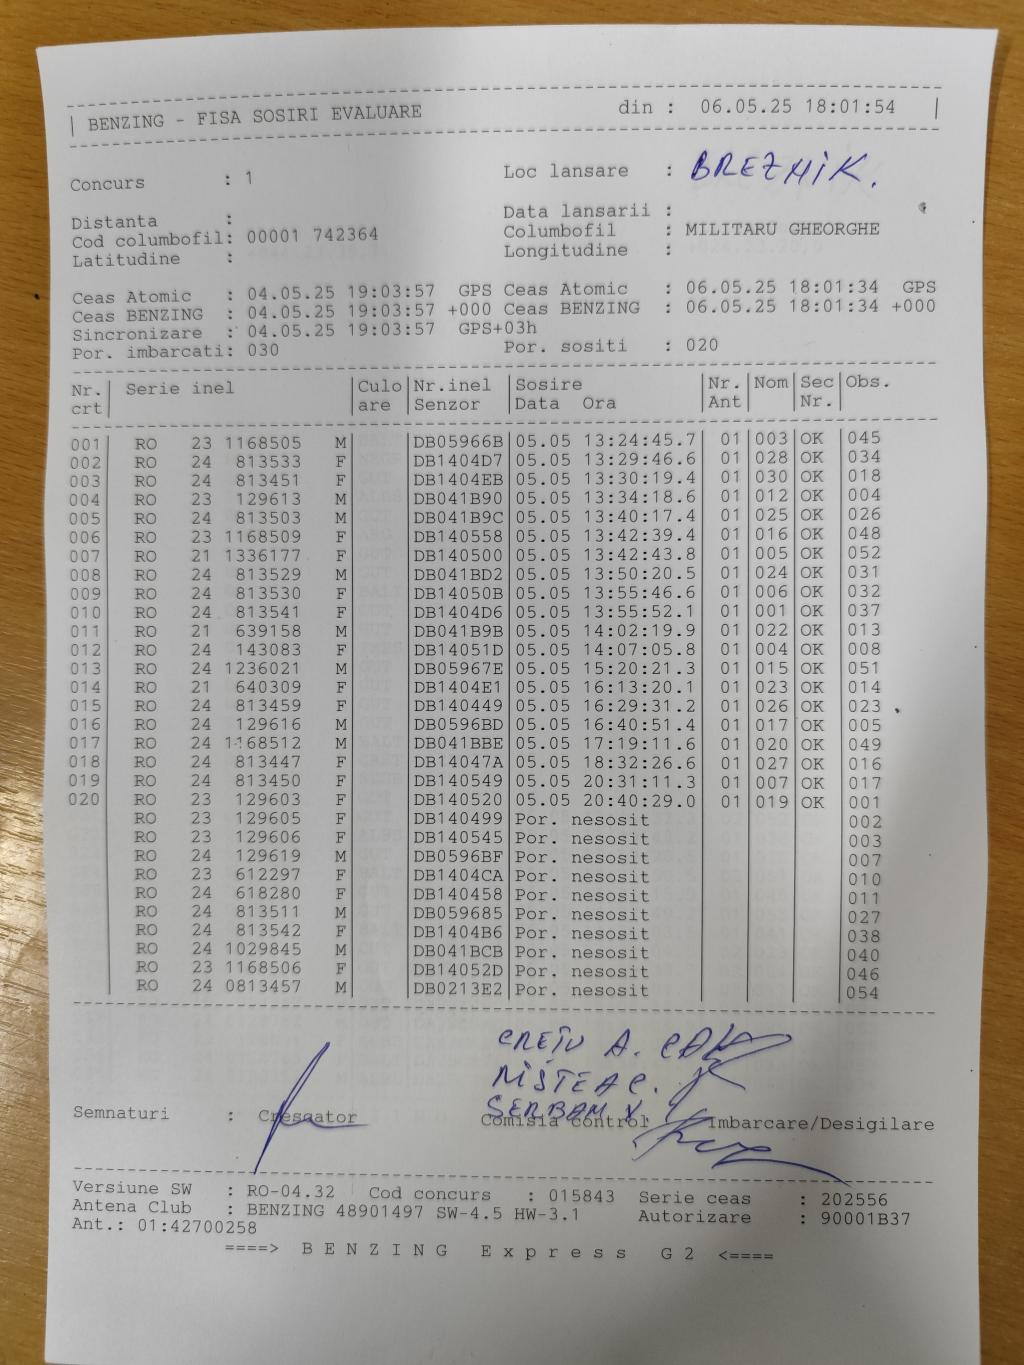 BENZING - FISA SOSIRI EVALUARE din : 06.05.25 18:01:54
Concurs : 1 Loc lansare : BREZNIK.
Distanta : Data lansarii :
Cod columbofil: 00001 742364 Columbofil : MILITARU GHEORGHE
Latitudine : Longitudine :
Ceas Atomic : 04.05.25 19:03:57 GPS Ceas Atomic : 06.05.25 18:01:34 GPS
Ceas BENZING : 04.05.25 19:03:57 +000 Ceas BENZING : 06.05.25 18:01:34 +000
Sincronizare : 04.05.25 19:03:57 GPS+03h
Por. imbarcati: 030 Por. sositi : 020
Nr. Serie inel Culo Nr.inel Sosire Nr. Nom Sec Obs.
crt are Senzor Data Ora Ant Nr.
001 RO 23 1168505 M DB05966B 05.05 13:24:45.7 01 003 OK 045
002 RO 24 813533 F DB1404D7 05.05 13:29:46.6 01 028 OK 034
003 RO 24 813451 F DB1404EB 05.05 13:30:19.4 01 030 OK 018
004 RO 23 129613 M DB041B90 05.05 13:34:18.6 01 012 OK 004
005 RO 24 813503 M DB041B9C 05.05 13:40:17.4 01 025 OK 026
006 RO 23 1168509 F DB140558 05.05 13:42:39.4 01 016 OK 048
007 RO 21 1336177 F DB140500 05.05 13:42:43.8 01 005 OK 052
008 RO 24 813529 M DB041BD2 05.05 13:50:20.5 01 024 OK 031
009 RO 24 813530 F DB14050B 05.05 13:55:46.6 01 006 OK 032
010 RO 24 813541 F DB1404D6 05.05 13:55:52.1 01 001 OK 037
011 RO 21 639158 M DB041B9B 05.05 14:02:19.9 01 022 OK 013
012 RO 24 143083 F DB14051D 05.05 14:07:05.8 01 004 OK 008
013 RO 24 1236021 M DB05967E 05.05 15:20:21.3 01 015 OK 051
014 RO 21 640309 F DB1404E1 05.05 16:13:20.1 01 023 OK 014
015 RO 24 813459 F DB140449 05.05 16:29:31.2 01 026 OK 023
016 RO 24 129616 M DB0596BD 05.05 16:40:51.4 01 017 OK 005
017 RO 24 1168512 M DB041BBE 05.05 17:19:11.6 01 020 OK 049
018 RO 24 813447 F DB14047A 05.05 18:32:26.6 01 027 OK 016
019 RO 24 813450 F DB140549 05.05 20:31:11.3 01 007 OK 017
020 RO 23 129603 F DB140520 05.05 20:40:29.0 01 019 OK 001
RO 23 129605 F DB140499 Por. nesosit 002
RO 23 129606 F DB140545 Por. nesosit 003
RO 24 129619 M DB0596BF Por. nesosit 007
RO 23 612297 F DB1404CA Por. nesosit 010
RO 24 618280 F DB140458 Por. nesosit 011
RO 24 813511 M DB059685 Por. nesosit 027
RO 24 813542 F DB1404B6 Por. nesosit 038
RO 24 1029845 M DB041BCB Por. nesosit 040
RO 23 1168506 F DB14052D Por. nesosit 046
RO 24 0813457 M DB0213E2 Por. nesosit 054
CREŢU A.
NIŞTEA C.
SERBAN
Semnaturi : Crescator Comisia control Imbarcare/Desigilare
Versiune SW : RO-04.32 Cod concurs : 015843 Serie ceas : 202556
Antena Club : BENZING 48901497 SW-4.5 HW-3.1 Autorizare : 90001B37
Ant.: 01:42700258
====> B E N Z I N G E x p r e s s G 2 <====